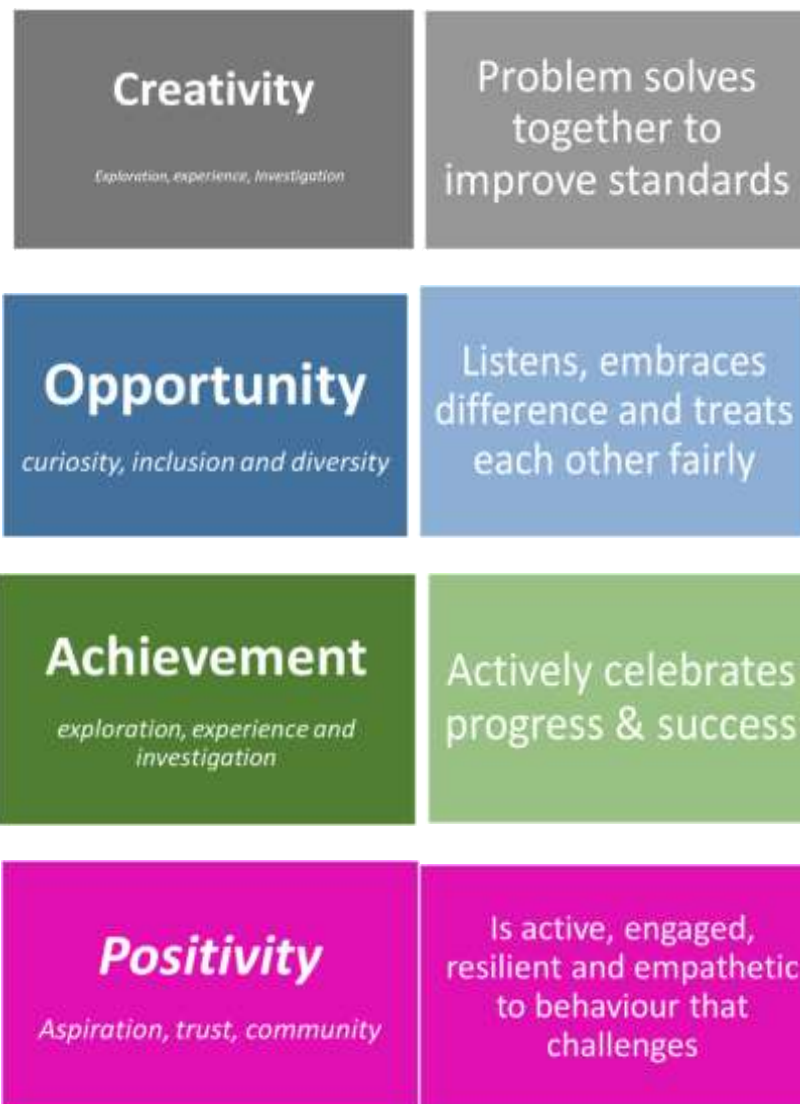 Creativity
Exploration, experience, Investigation
Problem solves
together to
improve standards
Opportunity
curiosity, inclusion and diversity
Listens, embraces
difference and treats
each other fairly
Achievement
exploration, experience and
investigation
Actively celebrates
progress & success
Positivity
Aspiration, trust, community
Is active, engaged,
resilient and empathetic
to behaviour that
challenges